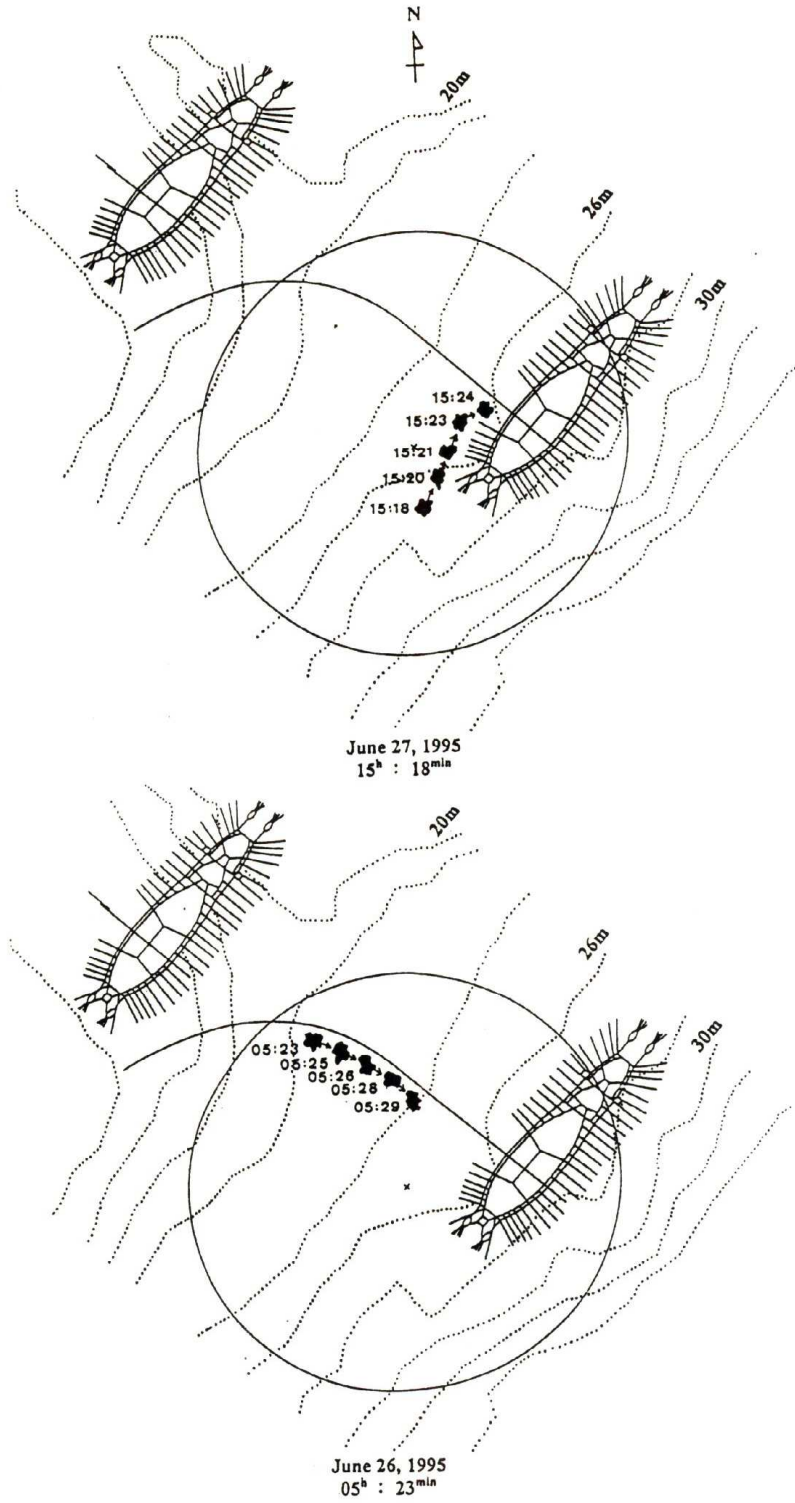 N
20m
26m
30m
15:24
15:23
15:21
15:20
15:18
June 27, 1995
15h : 18min
20m
26m
30m
05:23
05:25
05:26
05:28
05:29
June 26, 1995
05h : 23min